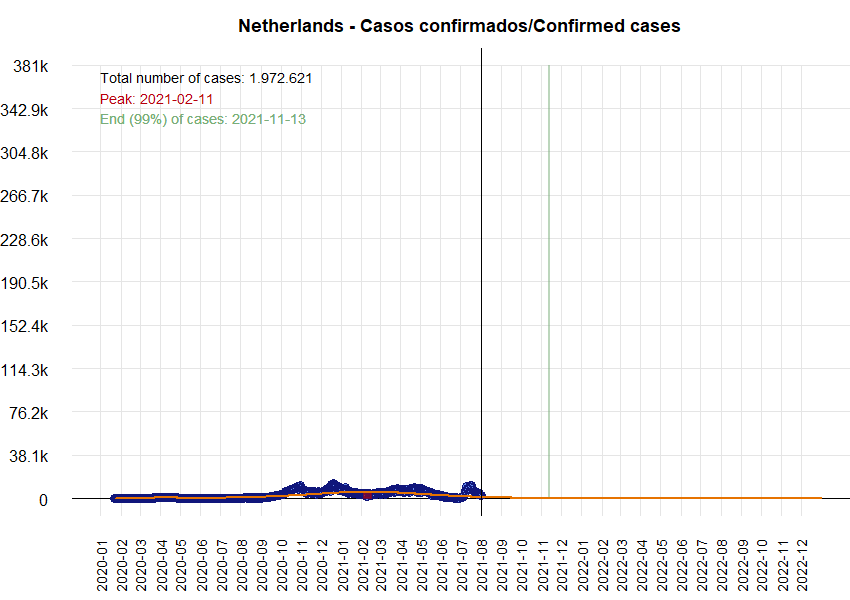 Netherlands - Casos confirmados/Confirmed cases
381k
Total number of cases: 1.972.621
Peak: 2021-02-11
342.9k
End (99%) of cases: 2021-11-13
304.8k
266.7k
228.6k
190.5k
152.4k
114.3k
76.2k
38.1k
0
2020-01
2020-02
2020-03
2020-04
2020-05
2020-06
2020-07
2020-08
2020-09
2020-10
2020-11
2020-12
2021-01
2021-02
2021-03
2021-04
2021-05
2021-06
2021-07
2021-08
2021-09
2021-10
2021-11
2021-12
2022-01
2022-02
2022-03
2022-04
2022-05
2022-06
2022-07
2022-08
2022-09
2022-10
2022-11
2022-12